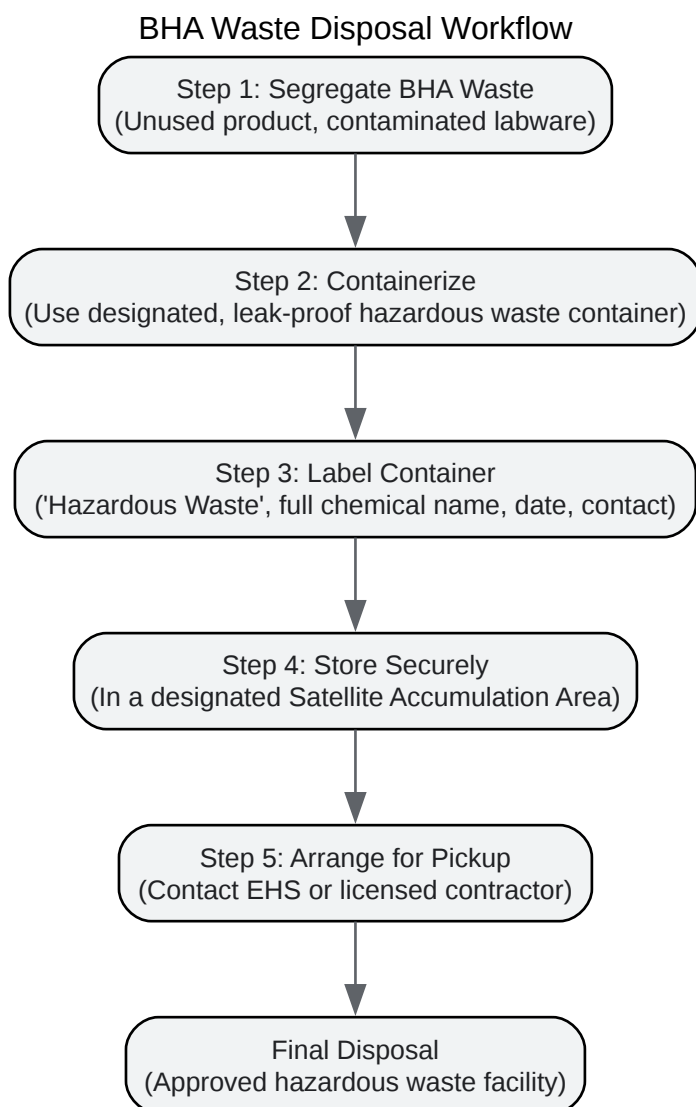 BHA Waste Disposal Workflow
Step 1: Segregate BHA Waste
(Unused product, contaminated labware)
Step 2: Containerize
(Use designated, leak-proof hazardous waste container)
Step 3: Label Container
('Hazardous Waste', full chemical name, date, contact)
Step 4: Store Securely
(In a designated Satellite Accumulation Area)
Step 5: Arrange for Pickup
(Contact EHS or licensed contractor)
Final Disposal
(Approved hazardous waste facility)